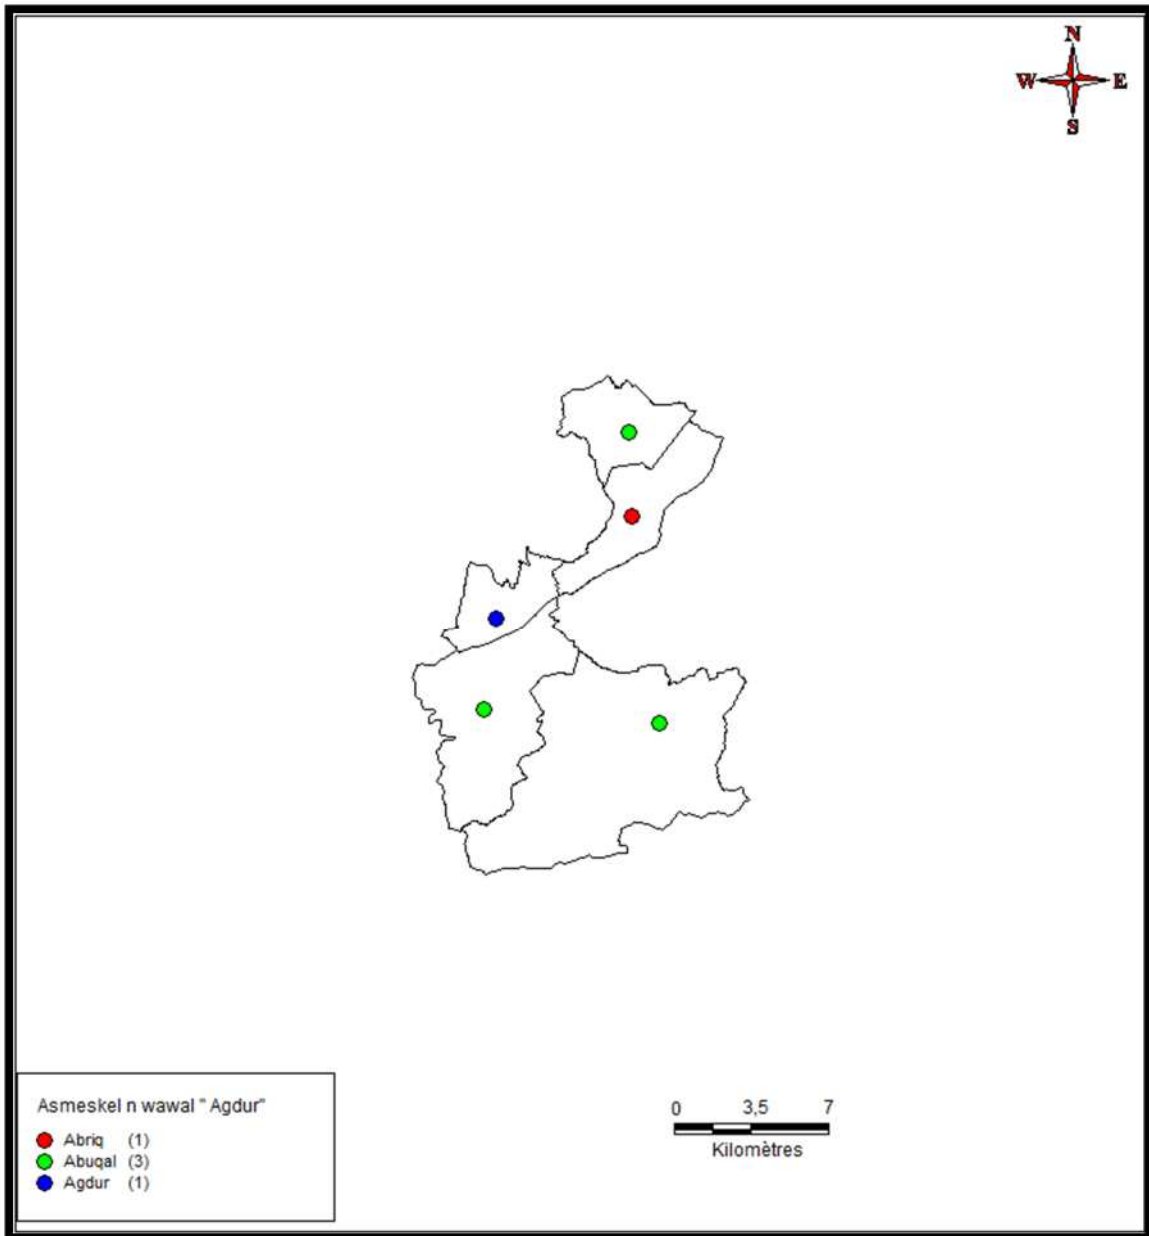 N
W E
S
Asmeskel n wawal " Agdur"
Abriq (1)
Abuqal (3)
Agdur (1)
0 3,5 7
Kilomètres